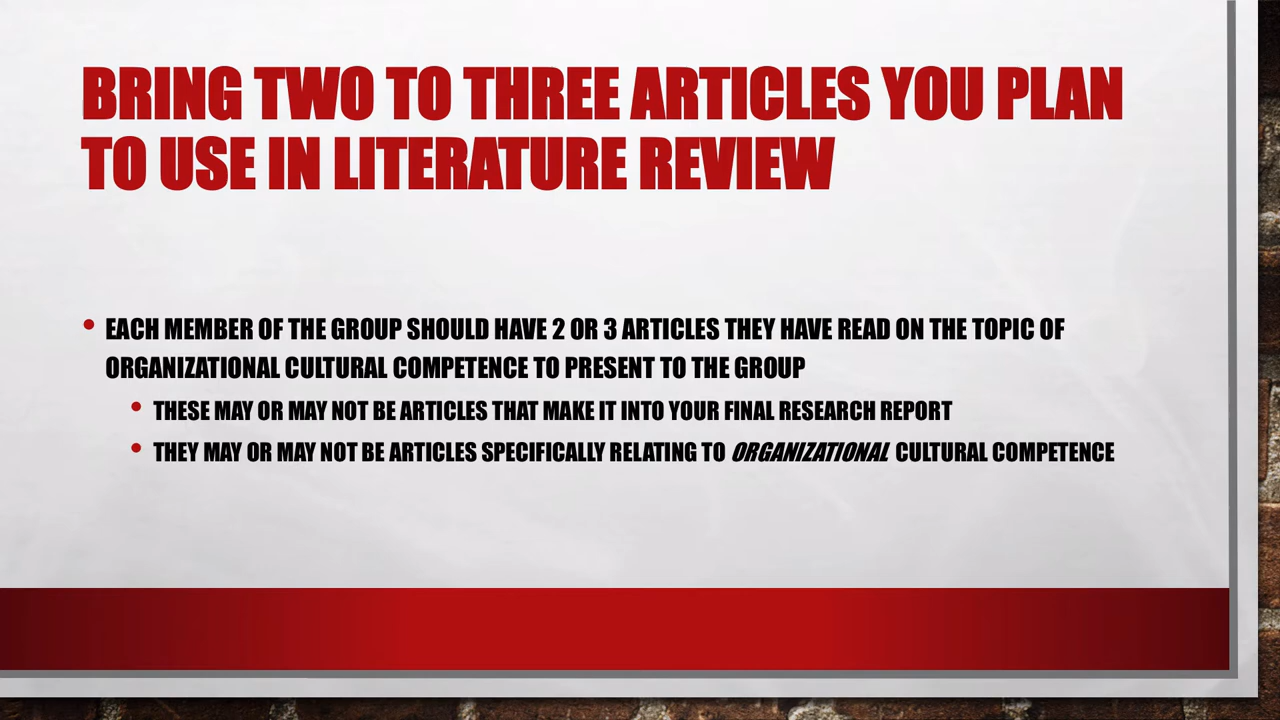 BRING TWO TO THREE ARTICLES YOU PLAN
TO USE IN LITERATURE REVIEW
• EACH MEMBER OF THE GROUP SHOULD HAVE 2 OR 3 ARTICLES THEY HAVE READ ON THE TOPIC OF
ORGANIZATIONAL CULTURAL COMPETENCE TO PRESENT TO THE GROUP
• THESE MAY OR MAY NOT BE ARTICLES THAT MAKE IT INTO YOUR FINAL RESEARCH REPORT
• THEY MAY OR MAY NOT BE ARTICLES SPECIFICALLY RELATING TO ORGANIZATIONAL CULTURAL COMPETENCE